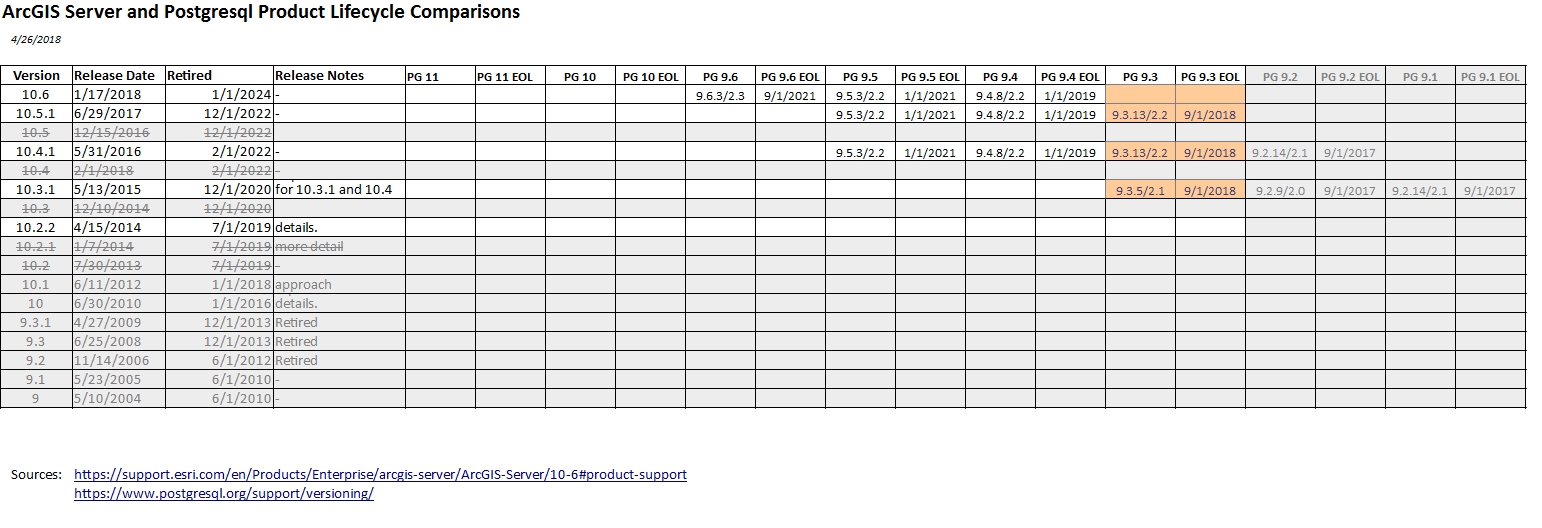 ArcGIS Server and Postgresql Product Lifecycle Comparisons
4/26/2018
Version Release Date Retired Release Notes PG 11 PG 11 EOL PG 10 PG 10 EOL PG 9.6 PG 9.6 EOL PG 9.5 PG 9.5 EOL PG 9.4 PG 9.4 EOL PG 9.3 PG 9.3 EOL PG 9.2 PG 9.2 EOL PG 9.1 PG 9.1 EOL
10.6 1/17/2018 1/1/2024 - 9.6.3/2.3 9/1/2021 9.5.3/2.2 1/1/2021 9.4.8/2.2 1/1/2019
10.5.1 6/29/2017 12/1/2022 - 9.5.3/2.2 1/1/2021 9.4.8/2.2 1/1/2019 9.3.13/2.2 9/1/2018
10.5 12/15/2016 12/1/2022
10.4.1 5/31/2016 2/1/2022 - 9.5.3/2.2 1/1/2021 9.4.8/2.2 1/1/2019 9.3.13/2.2 9/1/2018 9.2.14/2.1 9/1/2017
10.4 2/1/2018 2/1/2022 -
10.3.1 5/13/2015 12/1/2020 for 10.3.1 and 10.4 9.3.5/2.1 9/1/2018 9.2.9/2.0 9/1/2017 9.2.14/2.1 9/1/2017
10.3 12/10/2014 12/1/2020
10.2.2 4/15/2014 7/1/2019 details.
10.2.1 1/7/2014 7/1/2019 more detail
10.2 7/30/2013 7/1/2019 -
10.1 6/11/2012 1/1/2018 approach
10 6/30/2010 1/1/2016 details.
9.3.1 4/27/2009 12/1/2013 Retired
9.3 6/25/2008 12/1/2013 Retired
9.2 11/14/2006 6/1/2012 Retired
9.1 5/23/2005 6/1/2010 -
9 5/10/2004 6/1/2010 -
Sources: https://support.esri.com/en/Products/Enterprise/arcgis-server/ArcGIS-Server/10-6#product-support
https://www.postgresql.org/support/versioning/